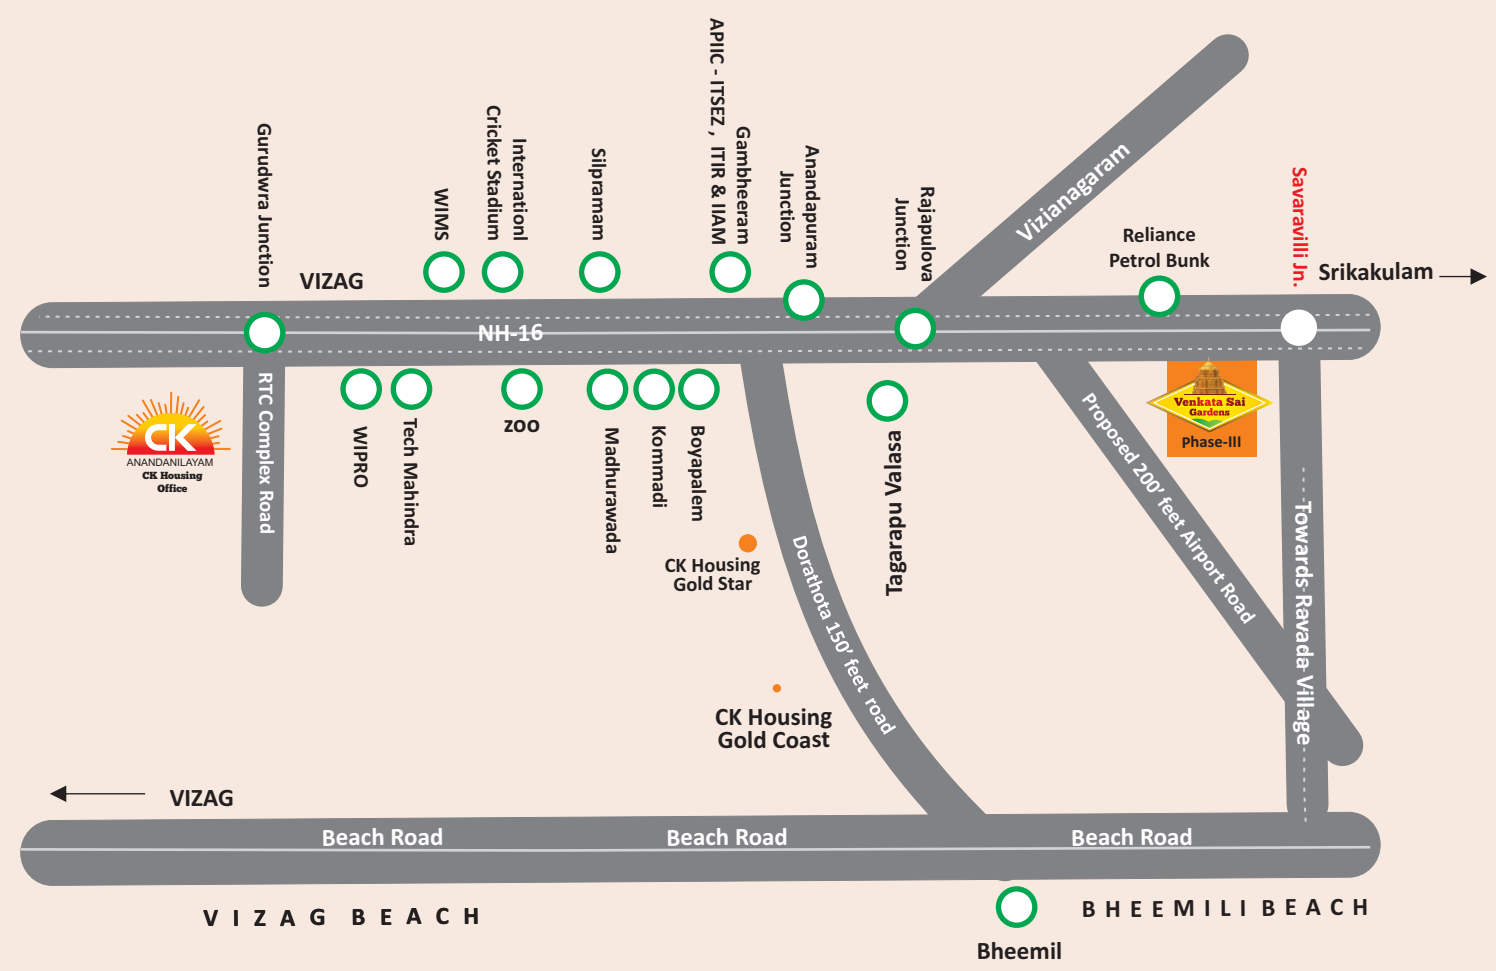 Gurudwra Junction
VIZAG
WIMS
Internationl
Cricket Stadium
Silpramam
Gambheeram
APIIC - ITSEZ , ITIR & IIAM
Anandapuram
Junction
Rajapulova
Junction
Vizianagaram
Reliance
Petrol Bunk
Savaravilli Jn.
Srikakulam
NH-16
RTC Complex Road
CK
ANANDANILAYAM
CK Housing
Office
WIPRO
Tech Mahindra
ZOO
Madhurawada
Kommadi
Boyapalem
Tagarapu Valasa
Venkata Sai
Gardens
Phase-III
Proposed 200' feet Airport Road
Towards Ravada Village
CK Housing
Gold Star
Dorathota 150' feet road
CK Housing
Gold Coast
VIZAG
Beach Road
Beach Road
Beach Road
VIZAG BEACH
BHEEMILI BEACH
Bheemil